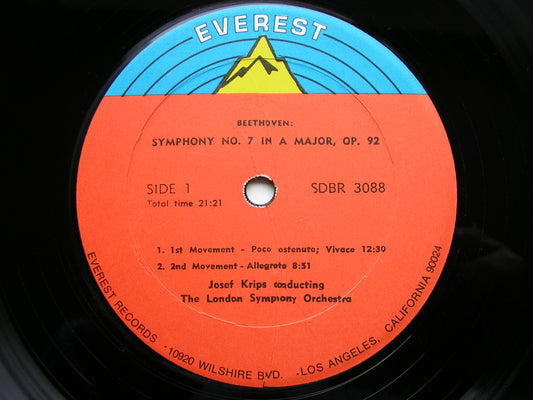 EVEREST
BEETHOVEN:
SYMPHONY NO. 7 IN A MAJOR, OP. 92
SIDE 1
SDBR 3088
Total time 21:21
1. 1st Movement - Poco ostenuto; Vivace 12:30
2. 2nd Movement - Allegreto 8:51
Josef Krips conducting
The London Symphony Orchestra
EVEREST RECORDS · 10920 WILSHIRE BVD. · LOS ANGELES, CALIFORNIA 90024